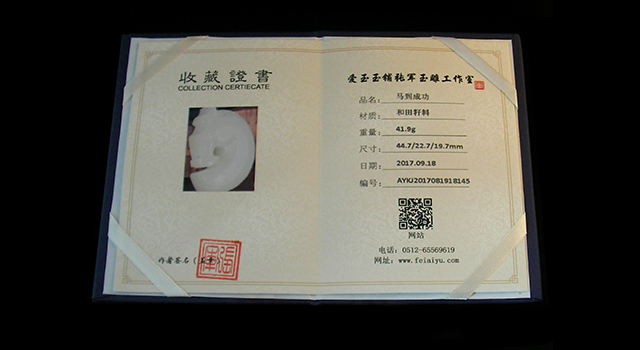 收藏證書
COLLECTION CERTIECATE
作者签名(盖章)
爱玉玉铺张军玉雕工作室
品名: 马到成功
材质: 和田籽料
重量: 41.9g
尺寸: 44.7/22.7/19.7mm
日期: 2017.09.18
编号: AYKJ2017081918145
网站
电话: 0512-65569619
网址: www.feiniyu.com